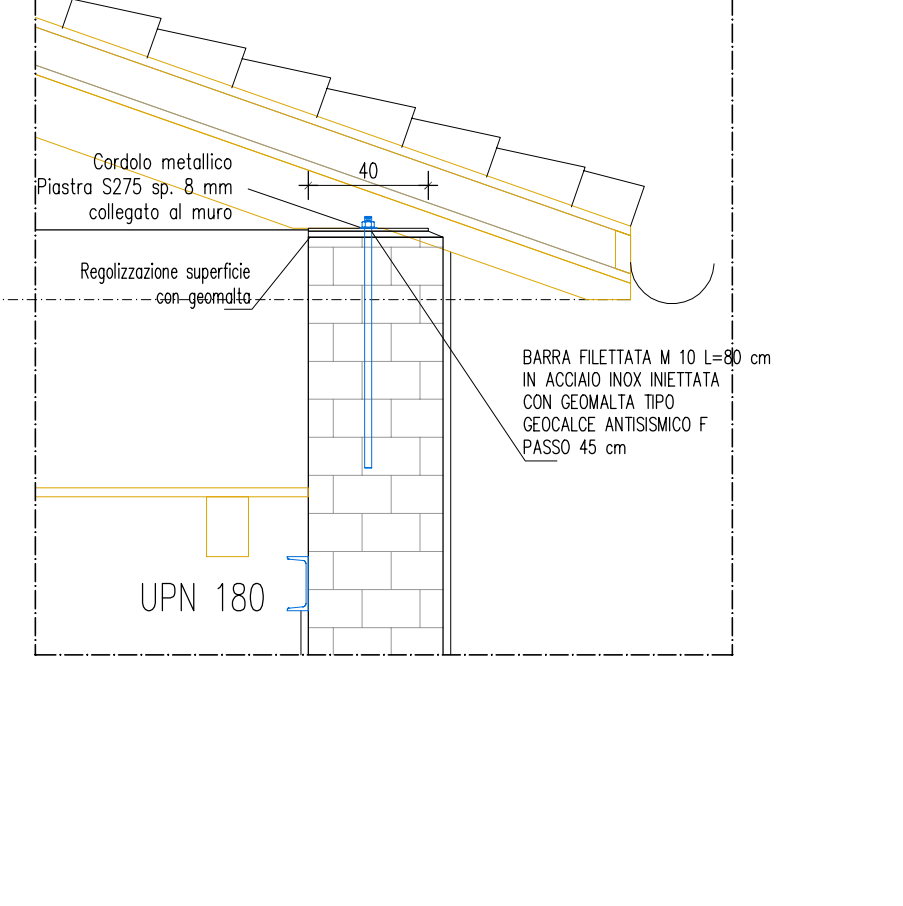 Cordolo metallico
Piastra S275 sp. 8 mm
collegato al muro
40
Regolizzazione superficie
con geomalta
BARRA FILETTATA M 10 L=80 cm
IN ACCIAIO INOX INIETTATA
CON GEOMALTA TIPO
GEOCALCE ANTISISMICO F
PASSO 45 cm
UPN 180